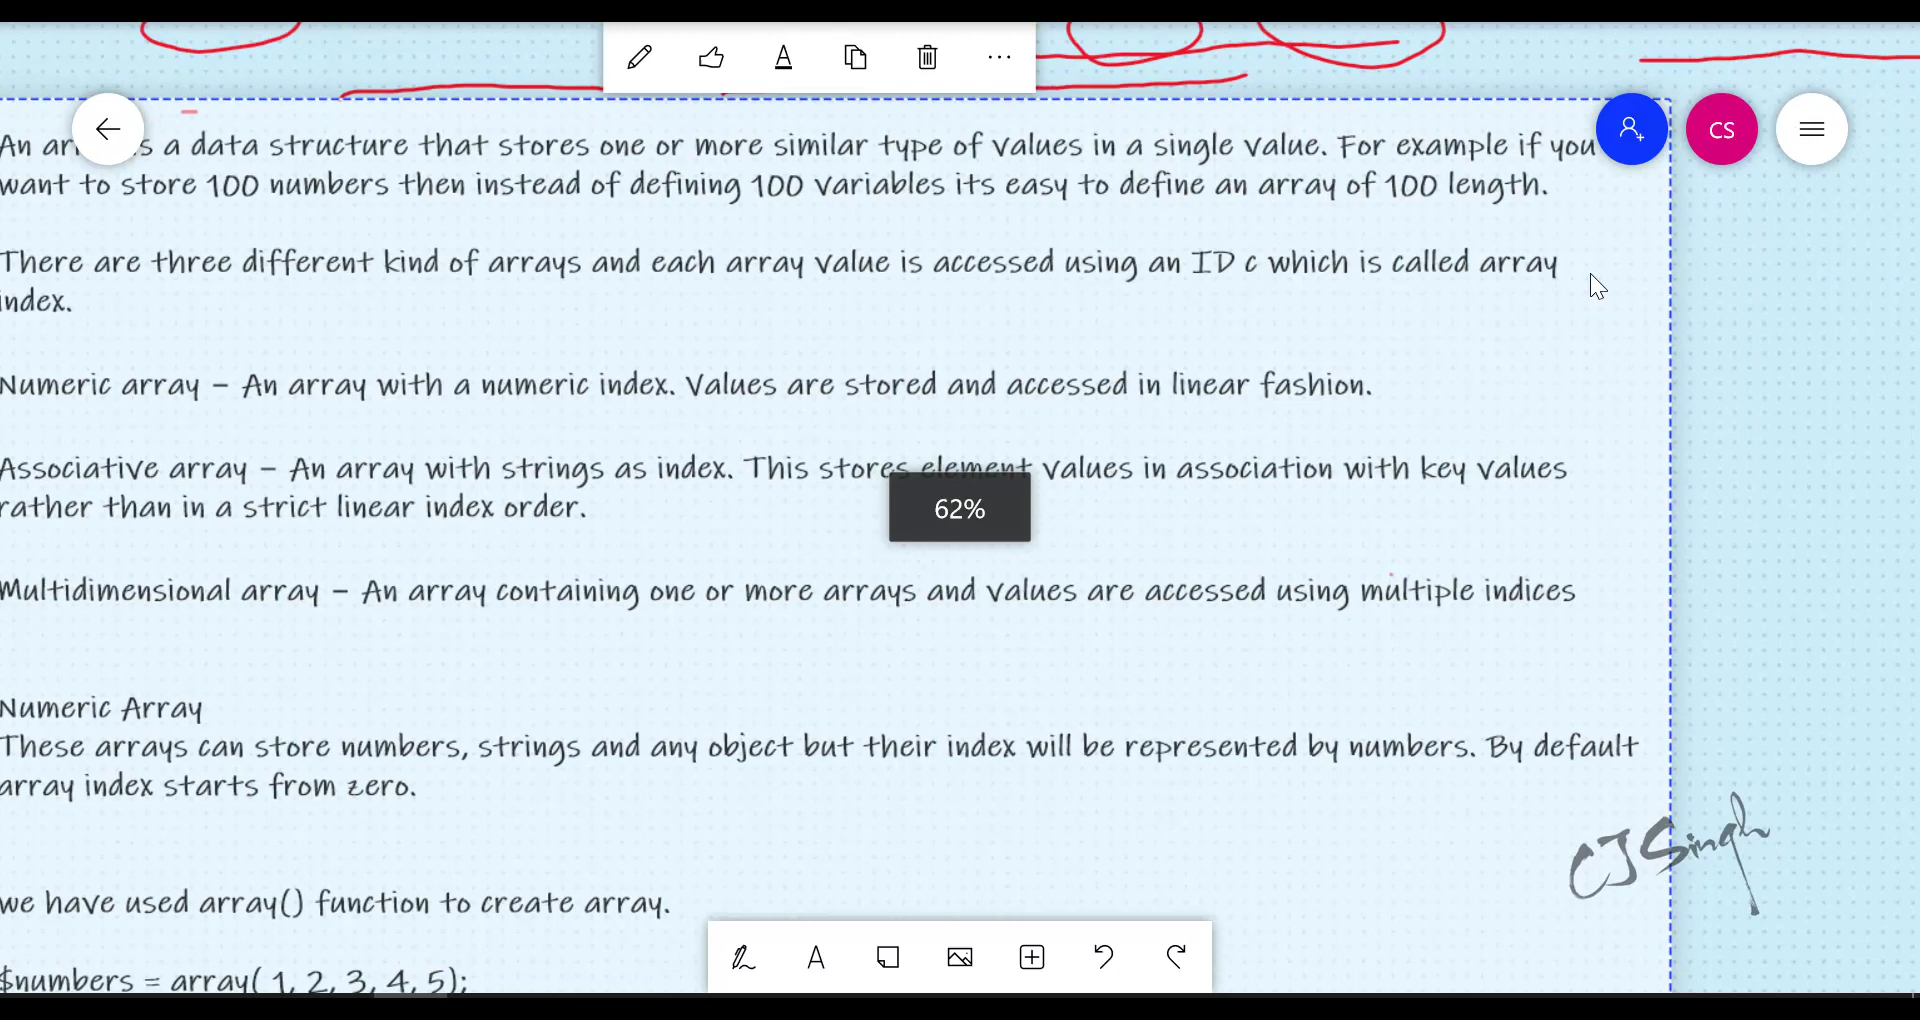 CS
An ar s a data structure that stores one or more similar type of values in a single value. For example if you
want to store 100 numbers then instead of defining 100 variables its easy to define an array of 100 length.
There are three different kind of arrays and each array value is accessed using an ID c which is called array
index.
Numeric array – An array with a numeric index. Values are stored and accessed in linear fashion.
Associative array – An array with strings as index. This stores element values in association with key values
rather than in a strict linear index order.
62%
Multidimensional array – An array containing one or more arrays and values are accessed using multiple indices
Numeric Array
These arrays can store numbers, strings and any object but their index will be represented by numbers. By default
array index starts from zero.
CJSingh
we have used array() function to create array.
$numbers = array( 1, 2, 3, 4, 5);